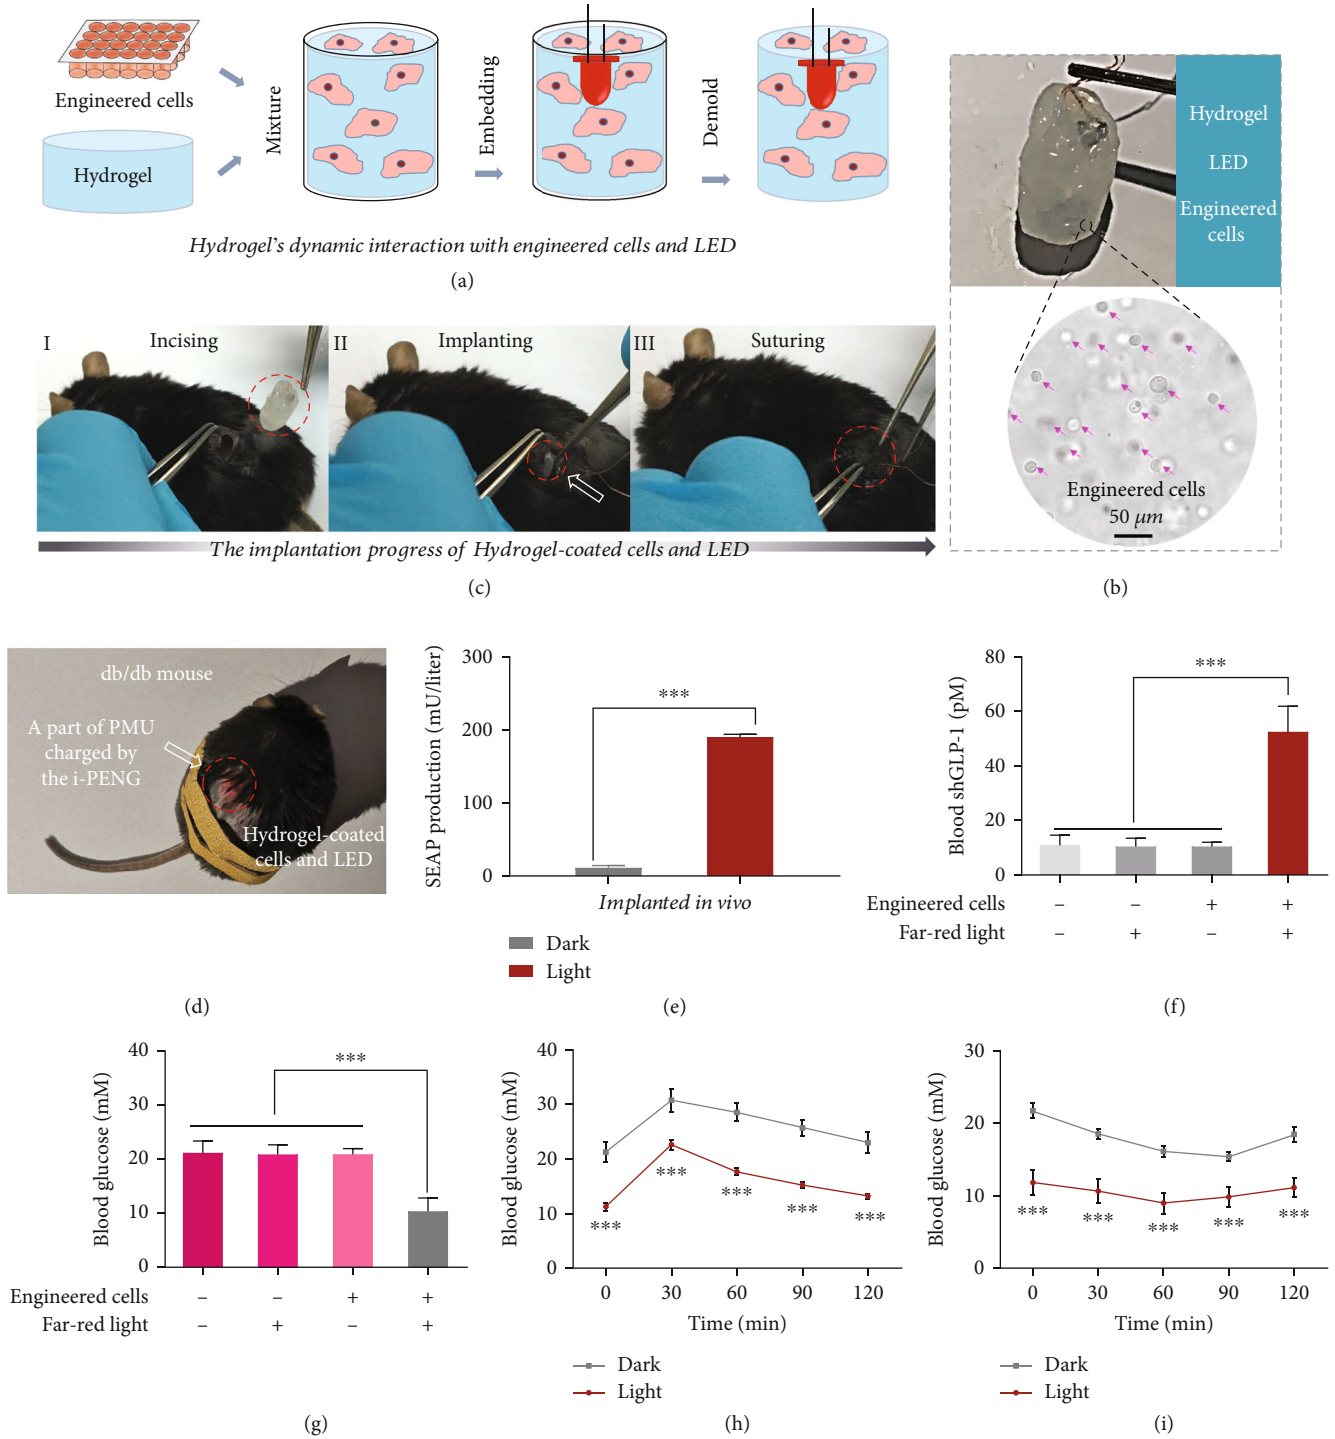 Engineered cells
Hydrogel
Mixture
Embedding
Demold
Hydrogel's dynamic interaction with engineered cells and LED
(a)
Hydrogel
LED
Engineered
cells
Engineered cells
50 μm
(b)
I
Incising
II
Implanting
III
Suturing
The implantation progress of Hydrogel-coated cells and LED
(c)
db/db mouse
A part of PMU
charged by
the i-PENG
Hydrogel-coated
cells and LED
(d)
SEAP production (mU/liter)
300
200
100
0
***
Implanted in vivo
Dark
Light
(e)
Blood shGLP-1 (pM)
80
60
40
20
0
***
Engineered cells – – + +
Far-red light – + – +
(f)
Blood glucose (mM)
40
30
20
10
0
***
Engineered cells – – + +
Far-red light – + – +
(g)
Blood glucose (mM)
40
30
20
10
0
*** *** *** *** ***
0 30 60 90 120
Time (min)
Dark
Light
(h)
Blood glucose (mM)
30
20
10
0
*** *** *** *** ***
0 30 60 90 120
Time (min)
Dark
Light
(i)